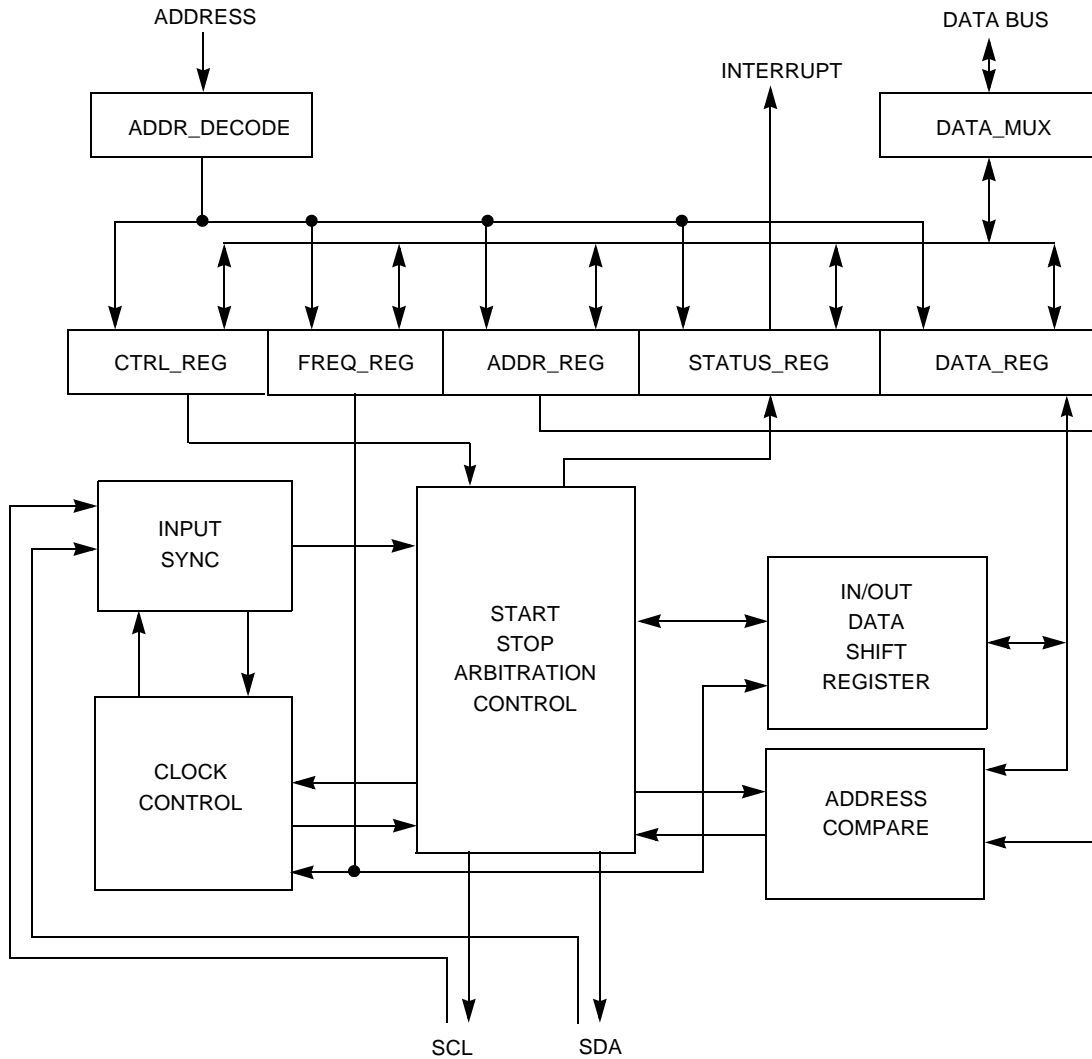 ADDRESS
DATA BUS
INTERRUPT
ADDR_DECODE
DATA_MUX
CTRL_REG
FREQ_REG
ADDR_REG
STATUS_REG
DATA_REG
INPUT
SYNC
START
STOP
ARBITRATION
CONTROL
IN/OUT
DATA
SHIFT
REGISTER
CLOCK
CONTROL
ADDRESS
COMPARE
SCL
SDA